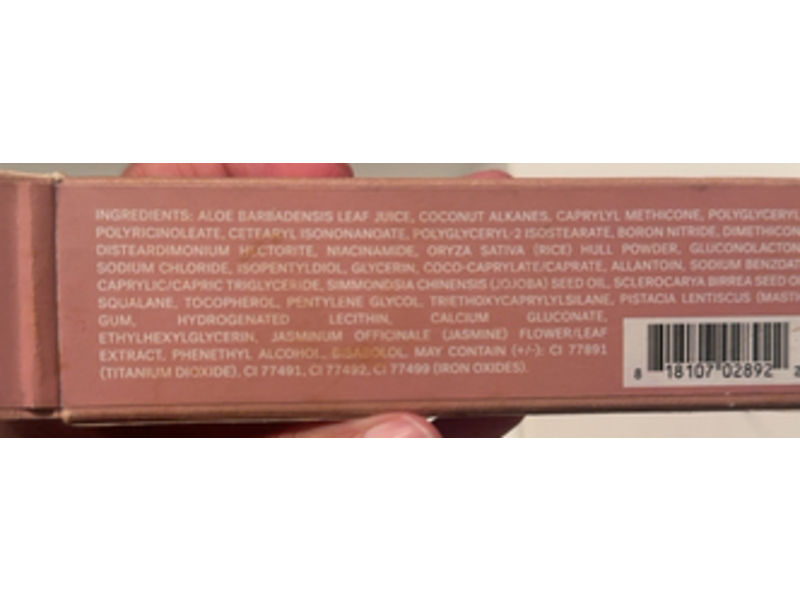 INGREDIENTS: ALOE BARBADENSIS LEAF JUICE, COCONUT ALKANES, CAPRYLYL METHICONE, POLYGLYCERYL
POLYRICINOLEATE, CETEARYL ISONONANOATE, POLYGLYCERYL-2 ISOSTEARATE, BORON NITRIDE, DIMETHICON
DISTEARDIMONIUM HECTORITE, NIACINAMIDE, ORYZA SATIVA (RICE) HULL POWDER, GLUCONOLACTON
SODIUM CHLORIDE, ISOPENTYLDIOL, GLYCERIN, COCO-CAPRYLATE/CAPRATE, ALLANTOIN, SODIUM BENZOAT
CAPRYLIC/CAPRIC TRIGLYCERIDE, SIMMONDSIA CHINENSIS (JOJOBA) SEED OIL, SCLEROCARYA BIRREA SEED O
SQUALANE, TOCOPHEROL, PENTYLENE GLYCOL, TRIETHOXYCAPRYLYLSILANE, PISTACIA LENTISCUS (MAST
GUM, HYDROGENATED LECITHIN, CALCIUM GLUCONATE,
ETHYLHEXYLGLYCERIN, JASMINUM OFFICINALE (JASMINE) FLOWER/LEAF
EXTRACT, PHENETHYL ALCOHOL, BISABOLOL. MAY CONTAIN (+/-): CI 77891
(TITANIUM DIOXIDE), CI 77491, CI 77492, CI 77499 (IRON OXIDES).
8 18107 02892 2